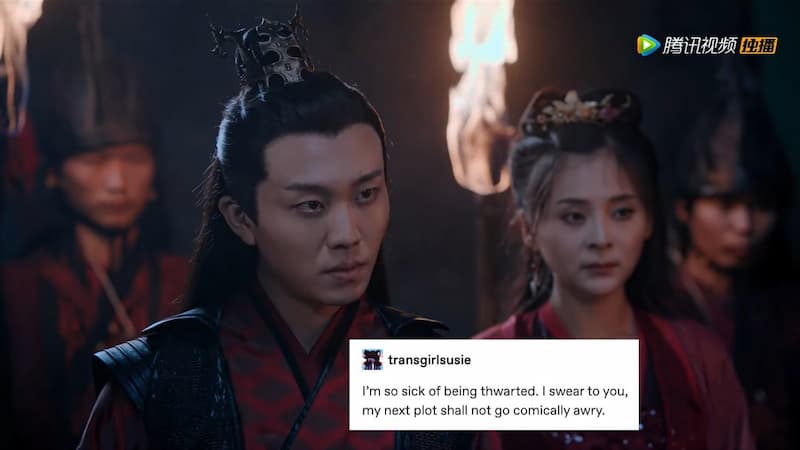 腾讯视频 独播
transgirlsusie
I'm so sick of being thwarted. I swear to you,
my next plot shall not go comically awry.